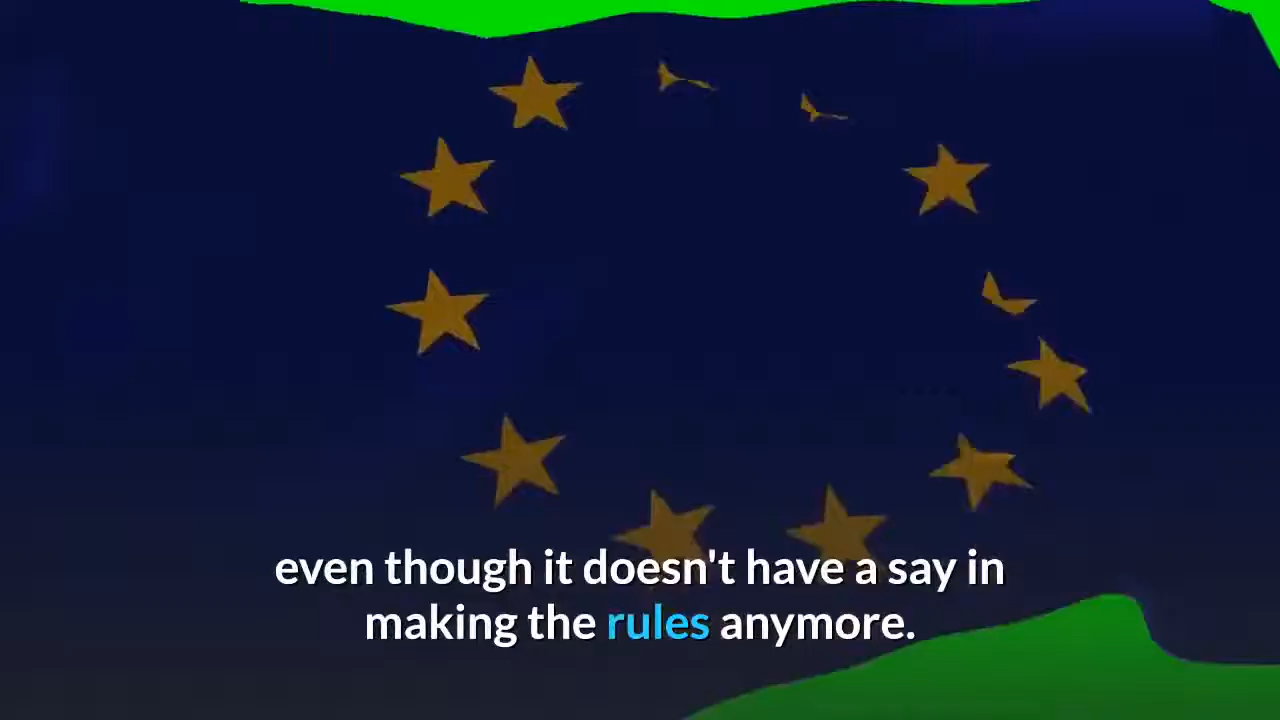 even though it doesn't have a say in
making the rules anymore.